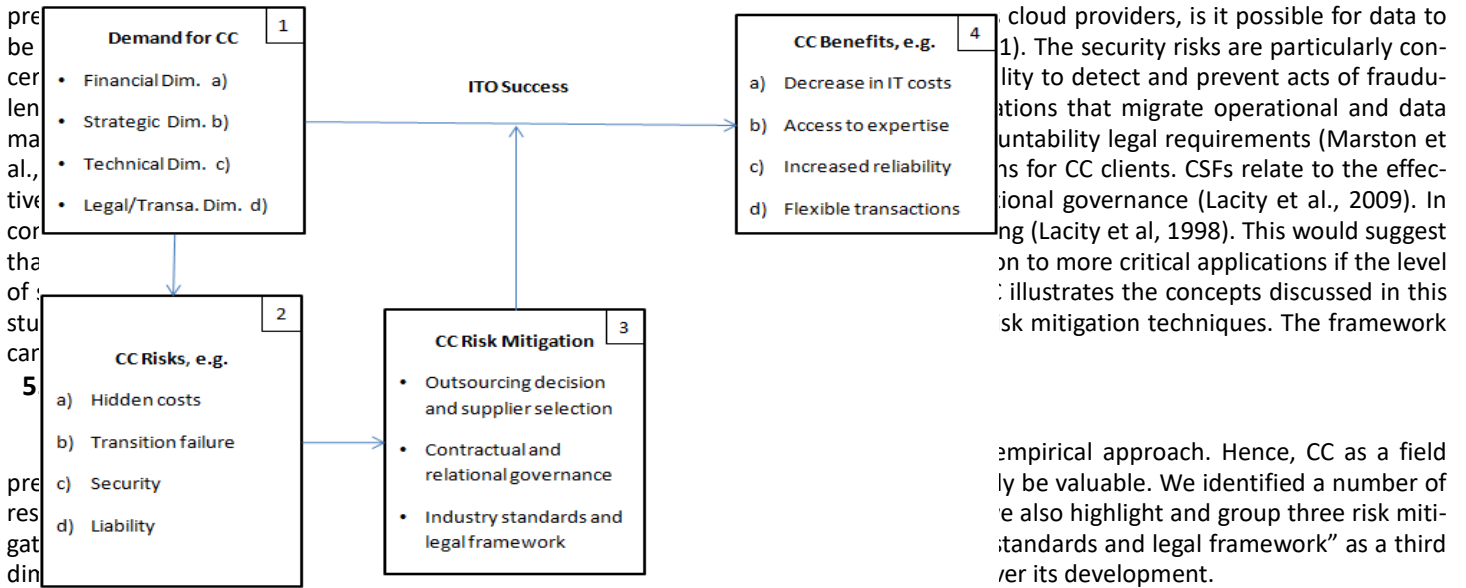 Demand for CC
1
• Financial Dim. a)
• Strategic Dim. b)
• Technical Dim. c)
• Legal/Transa. Dim. d)
ITO Success
CC Benefits, e.g.
4
a) Decrease in IT costs
b) Access to expertise
c) Increased reliability
d) Flexible transactions
2
CC Risks, e.g.
a) Hidden costs
b) Transition failure
c) Security
d) Liability
3
CC Risk Mitigation
• Outsourcing decision
and supplier selection
• Contractual and
relational governance
• Industry standards and
legal framework
pre
be
cer
len
ma
al.,
tive
con
tha
of
stu
can
5
pre
res
gat
dim
cloud providers, is it possible for data to
1). The security risks are particularly con-
lity to detect and prevent acts of fraudu-
ations that migrate operational and data
untability legal requirements (Marston et
ns for CC clients. CSFs relate to the effec-
ional governance (Lacity et al., 2009). In
ng (Lacity et al, 1998). This would suggest
on to more critical applications if the level
illustrates the concepts discussed in this
isk mitigation techniques. The framework
empirical approach. Hence, CC as a field
ly be valuable. We identified a number of
e also highlight and group three risk miti-
standards and legal framework” as a third
ver its development.